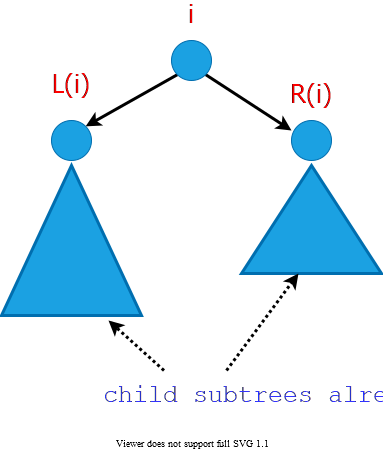 i
L(i)
R(i)
child subtrees alre
Viewer does not support full SVG 1.1